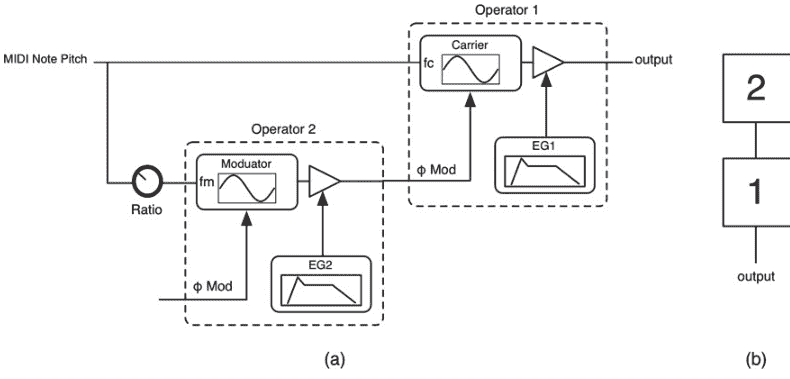 Operator 1
Carrier
MIDI Note Pitch
fc
output
EG1
Operator 2
ϕ Mod
Moduator
fm
Ratio
EG2
ϕ Mod
(a)
2
1
output
(b)